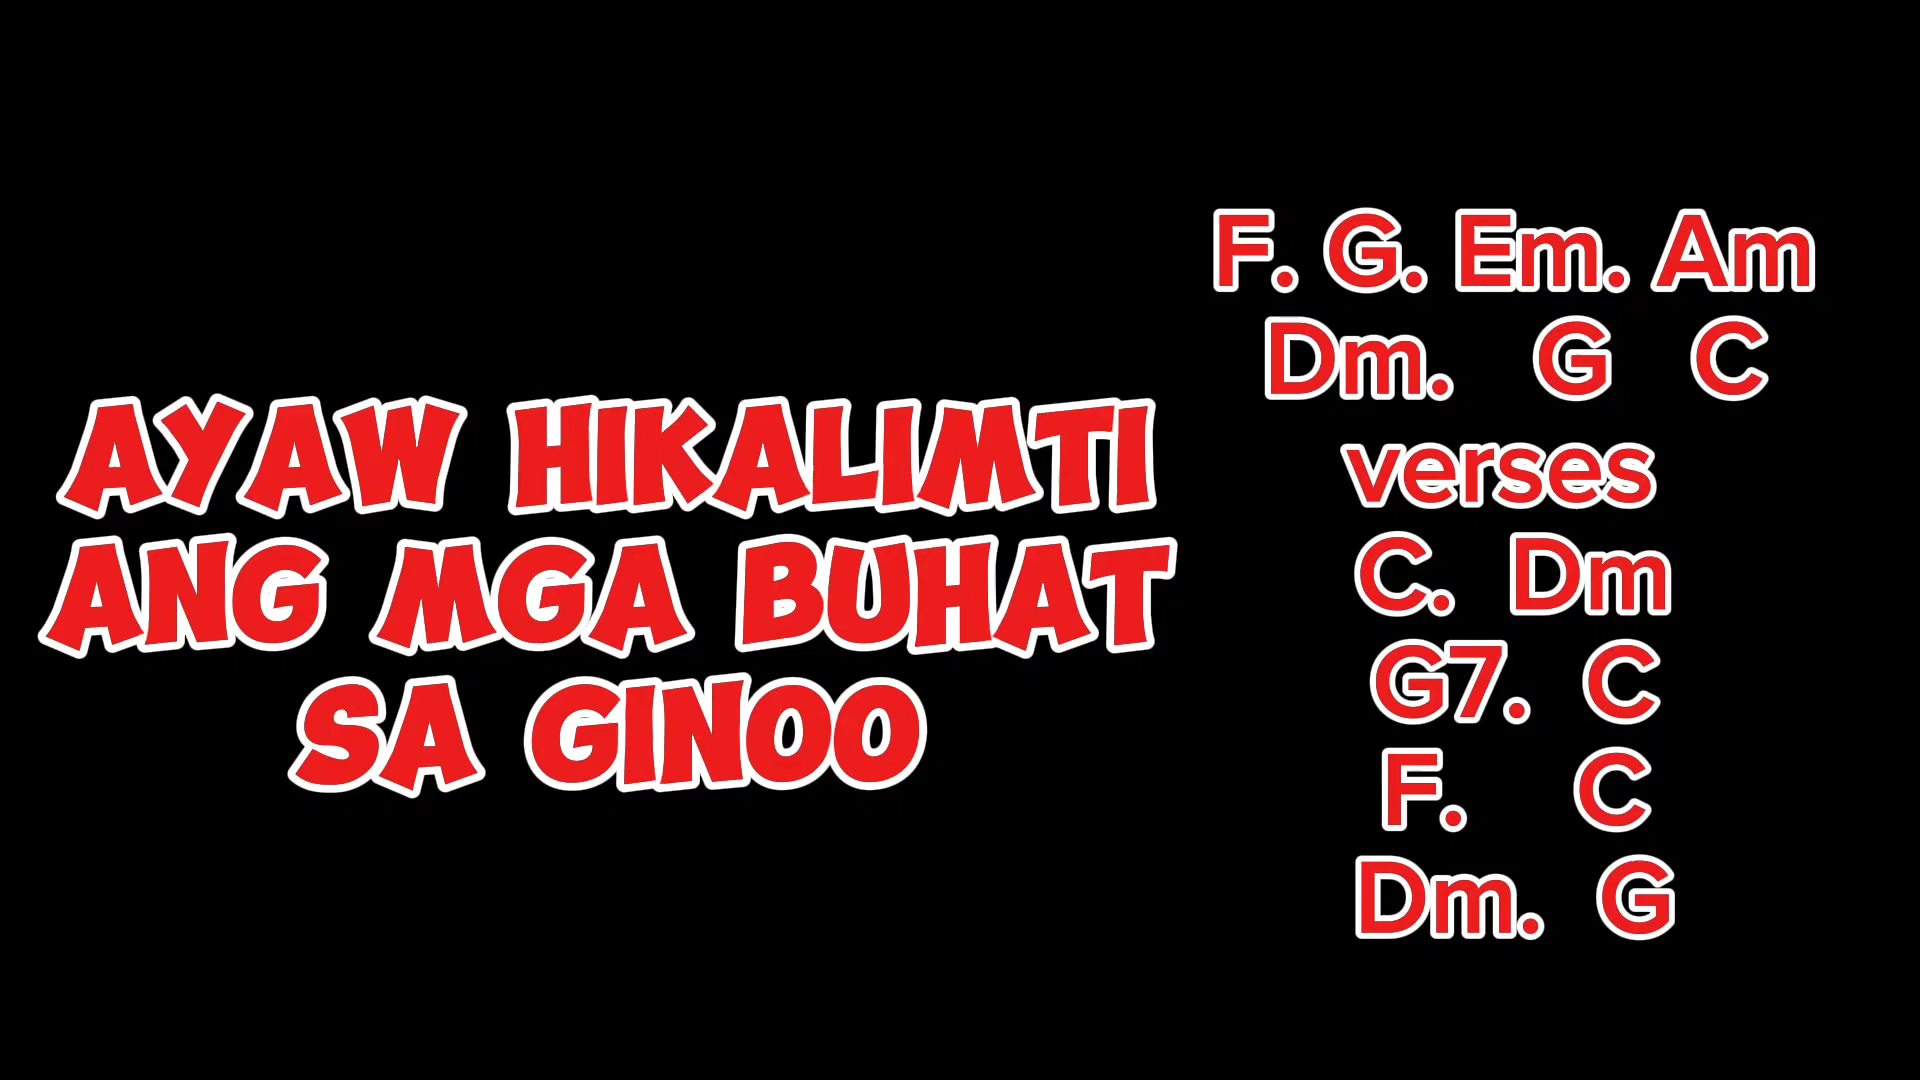 AYAW HIKALIMTI
ANG MGA BUHAT
SA GINOO
F. G. Em. Am
Dm. G C
verses
C. Dm
G7. C
F. C
Dm. G